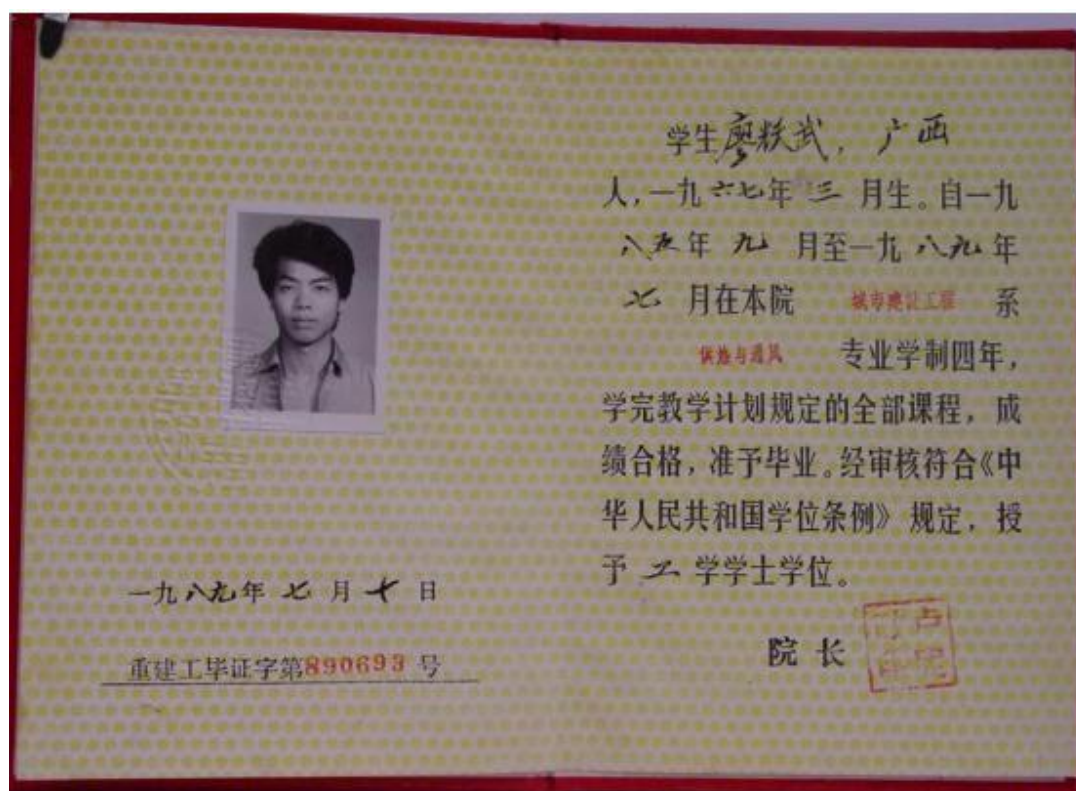 一九八九年七月十日
重建工毕证字第890693号
学生廖轶武，广西
人，一九六七年三月生。自一九
八五年九月至一九八九年
七月在本院 城市建设工程 系
供热与通风 专业学制四年，
学完教学计划规定的全部课程，成
绩合格，准予毕业。经审核符合《中
华人民共和国学位条例》规定，授
予工学学士学位。
院长